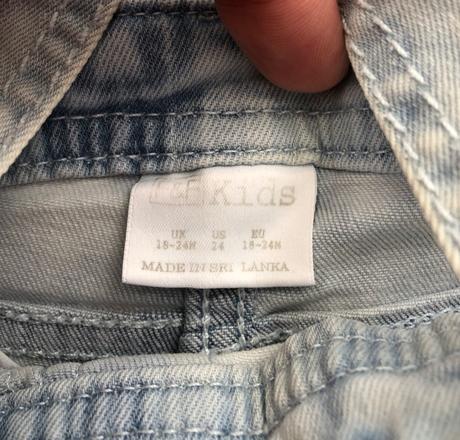 Kids
UK US EU
18-24M 24 18-24M
MADE IN SRI LANKA